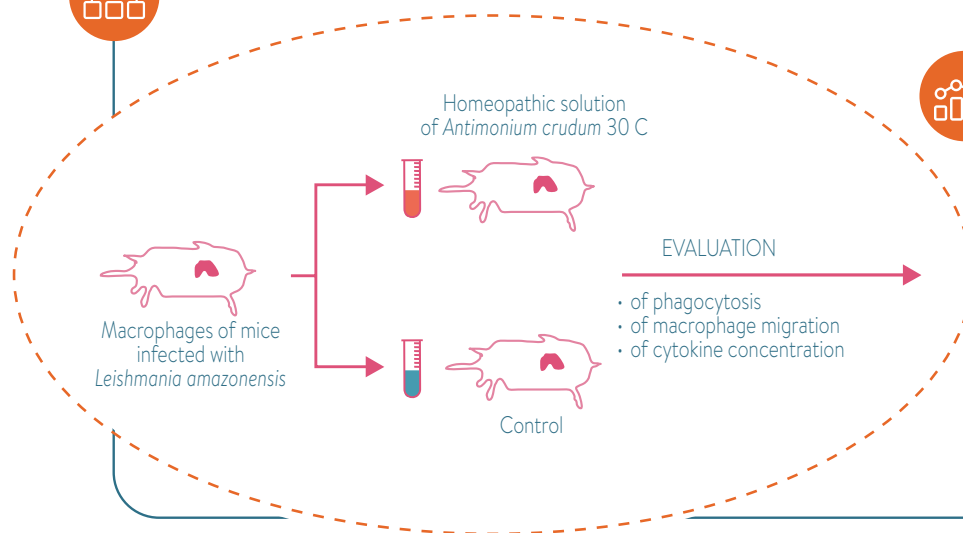 Homeopathic solution
of Antimonium crudum 30 C
Macrophages of mice
infected with
Leishmania amazonensis
Control
EVALUATION
· of phagocytosis
· of macrophage migration
· of cytokine concentration